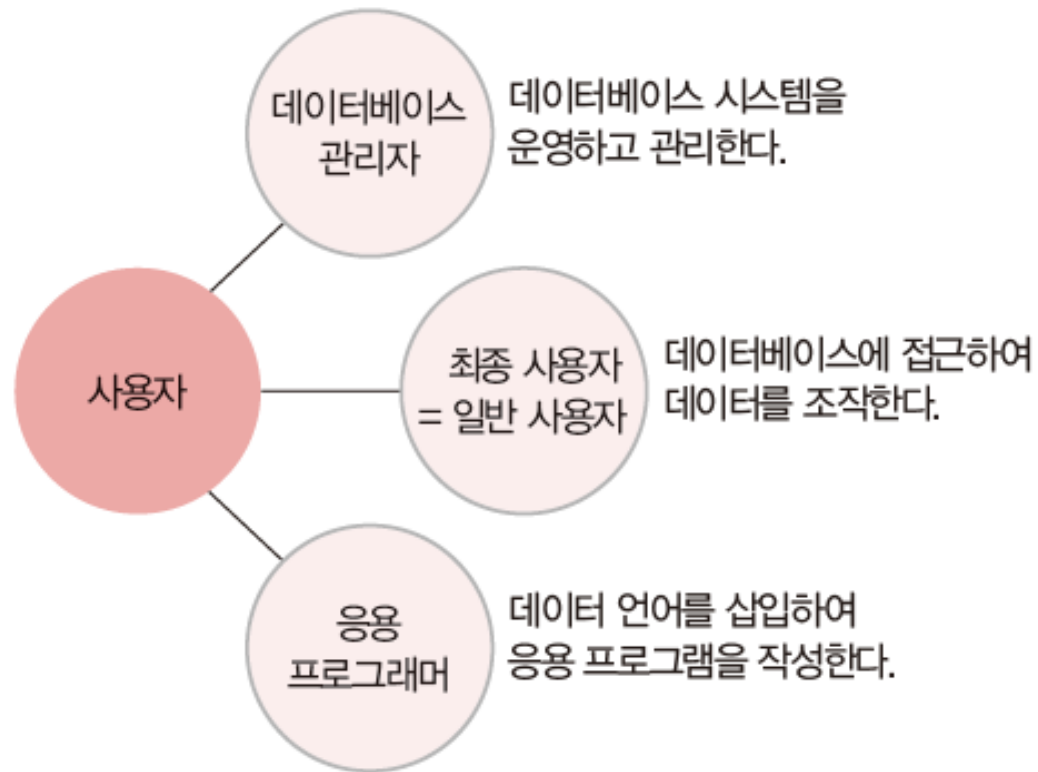 데이터베이스
관리자
데이터베이스 시스템을
운영하고 관리한다.
사용자
최종 사용자
= 일반 사용자
데이터베이스에 접근하여
데이터를 조작한다.
응용
프로그래머
데이터 언어를 삽입하여
응용 프로그램을 작성한다.